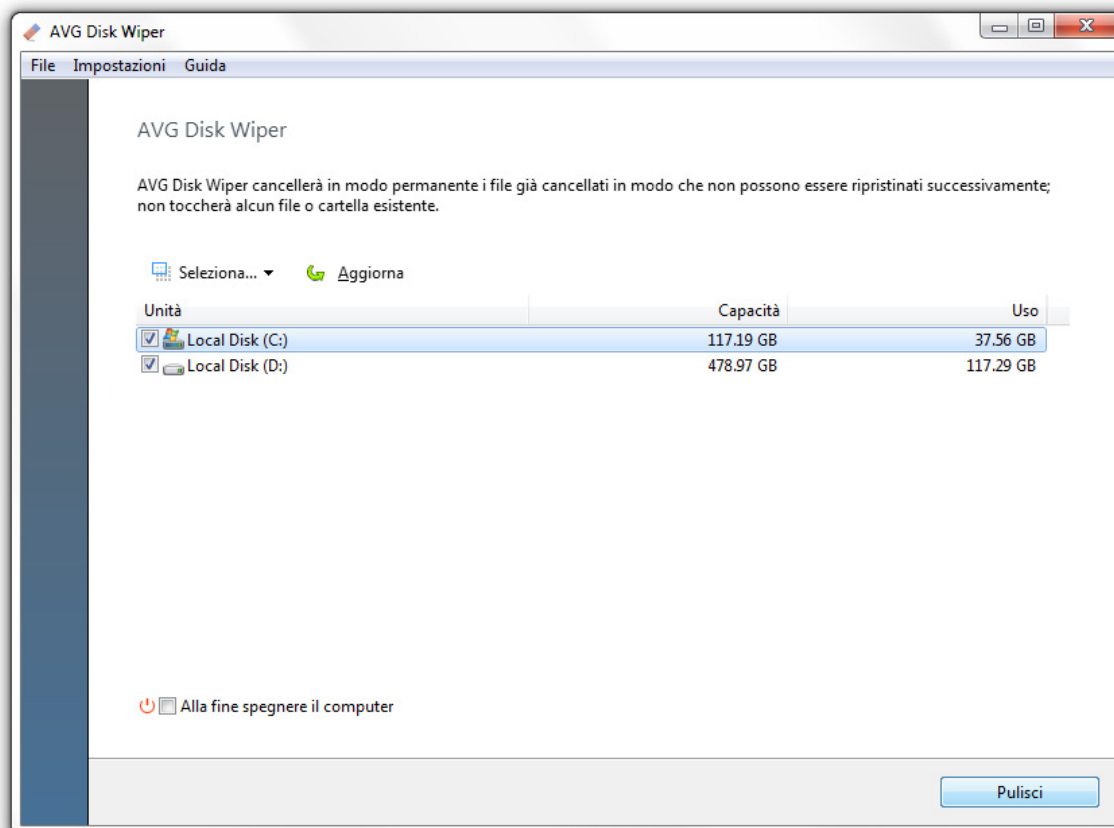 AVG Disk Wiper
File Impostazioni Guida
AVG Disk Wiper
AVG Disk Wiper cancellerà in modo permanente i file già cancellati in modo che non possono essere ripristinati successivamente;
non toccherà alcun file o cartella esistente.
Seleziona... Aggiorna
Unità Capacità Uso
Local Disk (C:) 117.19 GB 37.56 GB
Local Disk (D:) 478.97 GB 117.29 GB
Alla fine spegnere il computer
Pulisci